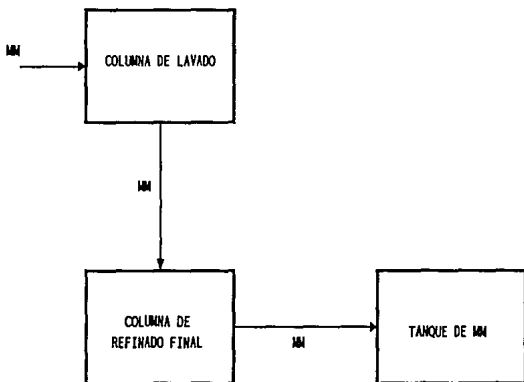 MM
COLUMNA DE LAVADO
MM
COLUMNA DE
REFINADO FINAL
MM
TANQUE DE MM